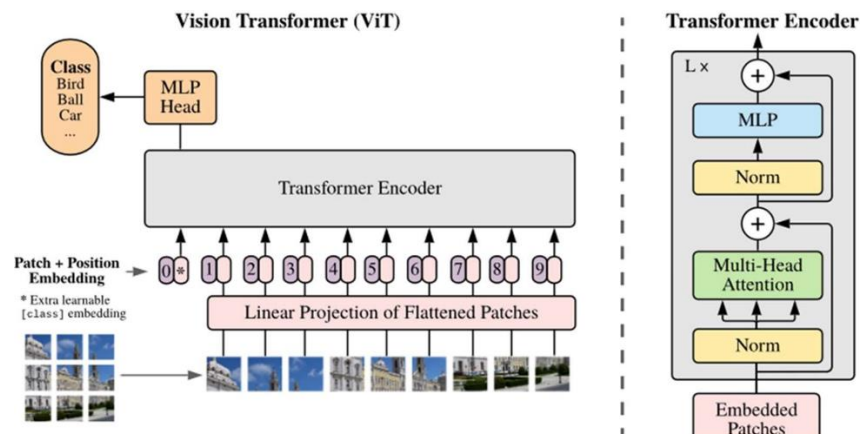 Vision Transformer (ViT)
Class
Bird
Ball
Car
...
MLP
Head
Transformer Encoder
Patch + Position
Embedding
* Extra learnable
[class] embedding
0 * 1 2 3 4 5 6 7 8 9
Linear Projection of Flattened Patches
Transformer Encoder
L x
+
MLP
Norm
+
Multi-Head
Attention
Norm
Embedded
Patches